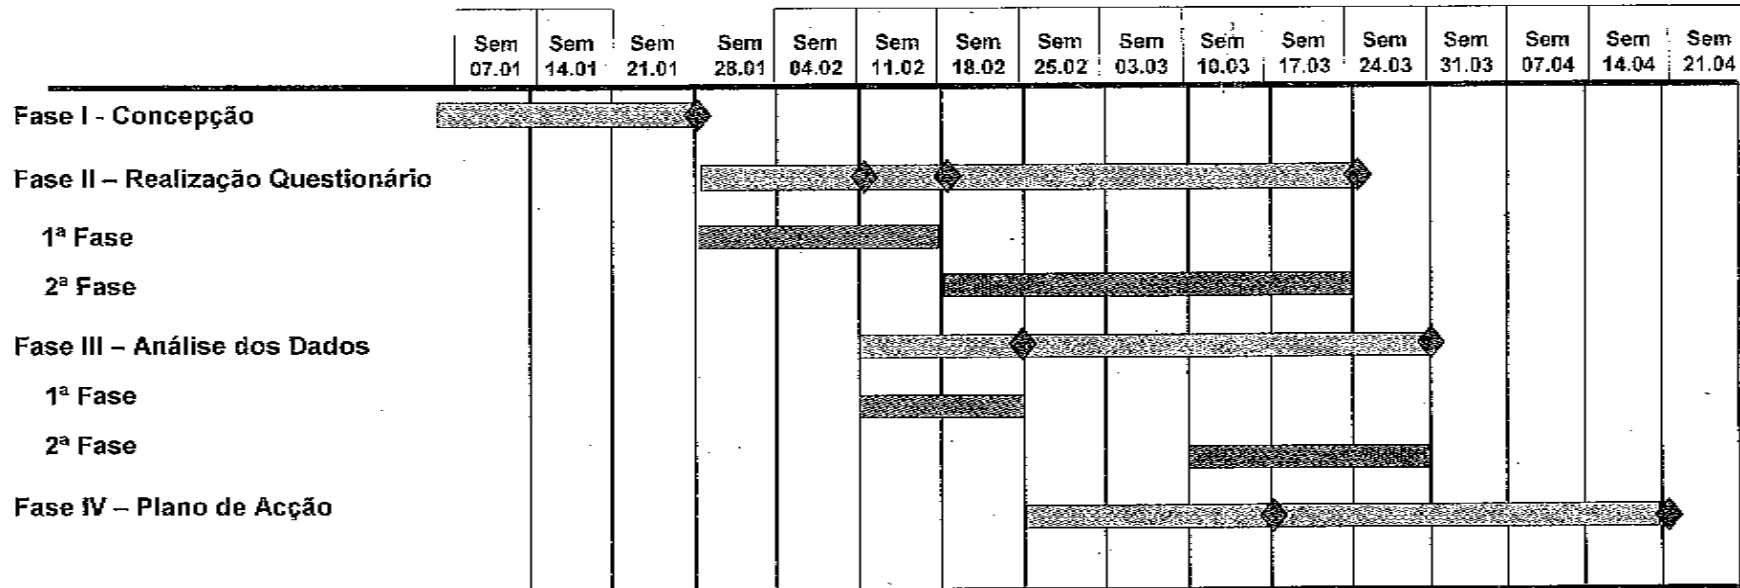 Sem Sem Sem Sem Sem Sem Sem Sem Sem Sem Sem Sem Sem Sem Sem Sem
07.01 14.01 21.01 28.01 04.02 11.02 18.02 25.02 03.03 10.03 17.03 24.03 31.03 07.04 14.04 21.04
Fase I - Concepção
Fase II – Realização Questionário
1ª Fase
2ª Fase
Fase III – Análise dos Dados
1ª Fase
2ª Fase
Fase IV – Plano de Acção